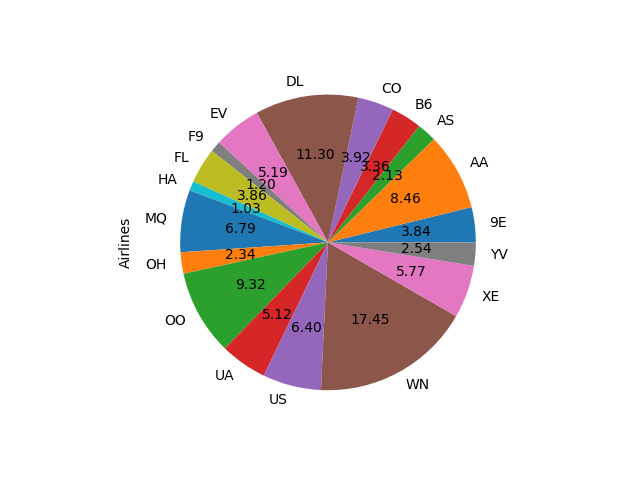 DL
CO
B6
AS
EV
F9
FL
HA
AA
11.30
3.92
3.36
2.13
5.19
1.20
3.86
1.03
8.46
MQ
6.79
3.84
9E
Airlines
OH
2.34
2.54
YV
OO
9.32
5.77
XE
UA
5.12
6.40
17.45
US
WN